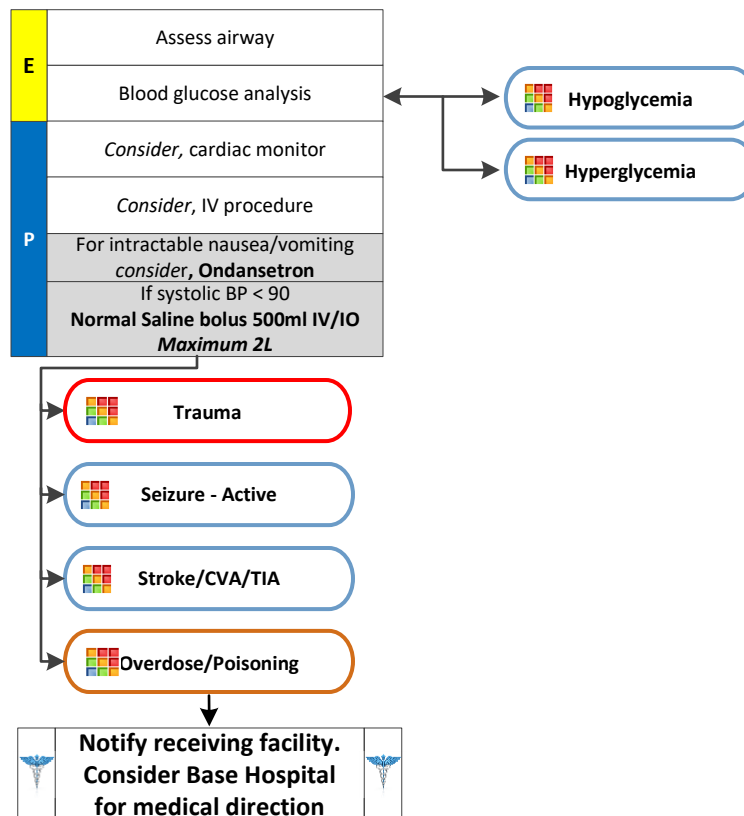 E
Assess airway
Blood glucose analysis
Hypoglycemia
Hyperglycemia
P
Consider, cardiac monitor
Consider, IV procedure
For intractable nausea/vomiting
consider, Ondansetron
If systolic BP < 90
Normal Saline bolus 500ml IV/IO
Maximum 2L
Trauma
Seizure - Active
Stroke/CVA/TIA
Overdose/Poisoning
Notify receiving facility.
Consider Base Hospital
for medical direction